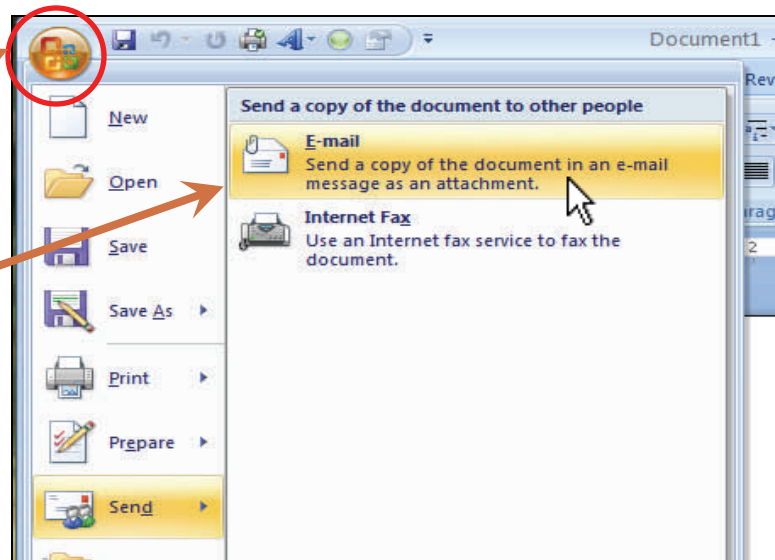 Document1 -
Rev
New
Open
Save
Save As
Print
Prepare
Send
Send a copy of the document to other people
E-mail
Send a copy of the document in an e-mail
message as an attachment.
Internet Fax
Use an Internet fax service to fax the
document.
arag
2